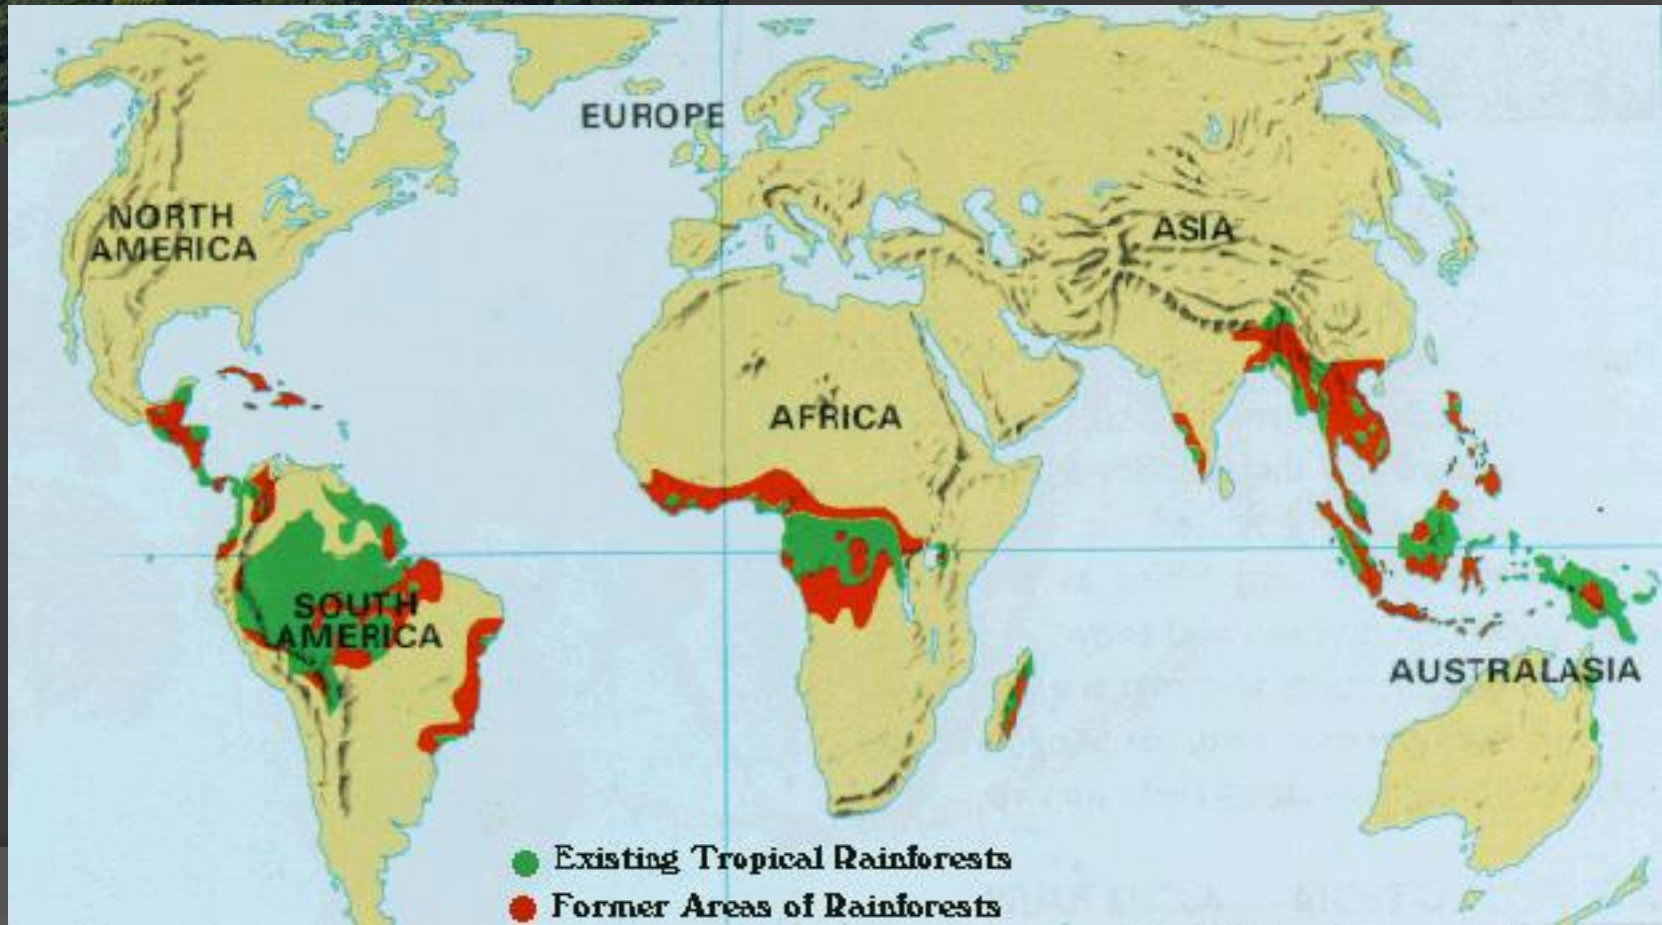 EUROPE
NORTH
AMERICA
ASIA
AFRICA
SOUTH
AMERICA
AUSTRALASIA
Existing Tropical Rainforests
Former Areas of Rainforests